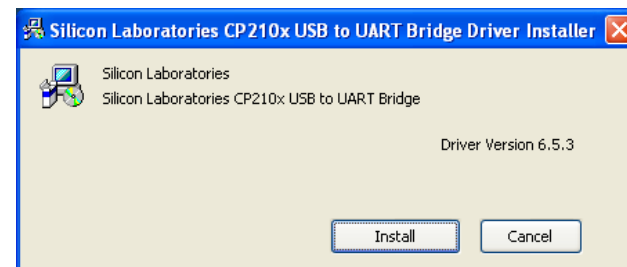 Silicon Laboratories CP210x USB to UART Bridge Driver Installer
Silicon Laboratories
Silicon Laboratories CP210x USB to UART Bridge
Driver Version 6.5.3
Install Cancel